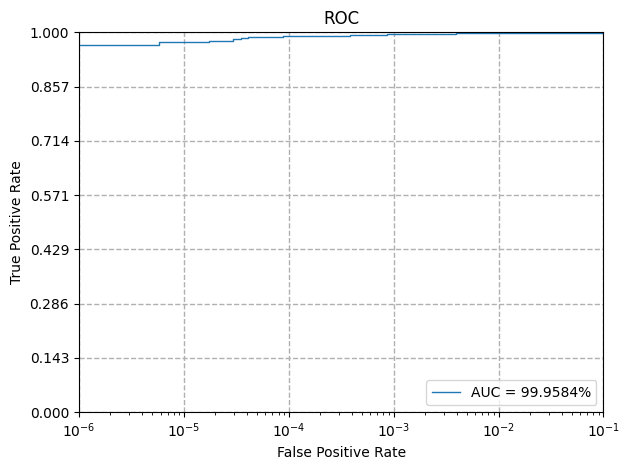 ROC
True Positive Rate
1.000
0.857
0.714
0.571
0.429
0.286
0.143
0.000
AUC = 99.9584%
10⁻⁶ 10⁻⁵ 10⁻⁴ 10⁻³ 10⁻² 10⁻¹
False Positive Rate